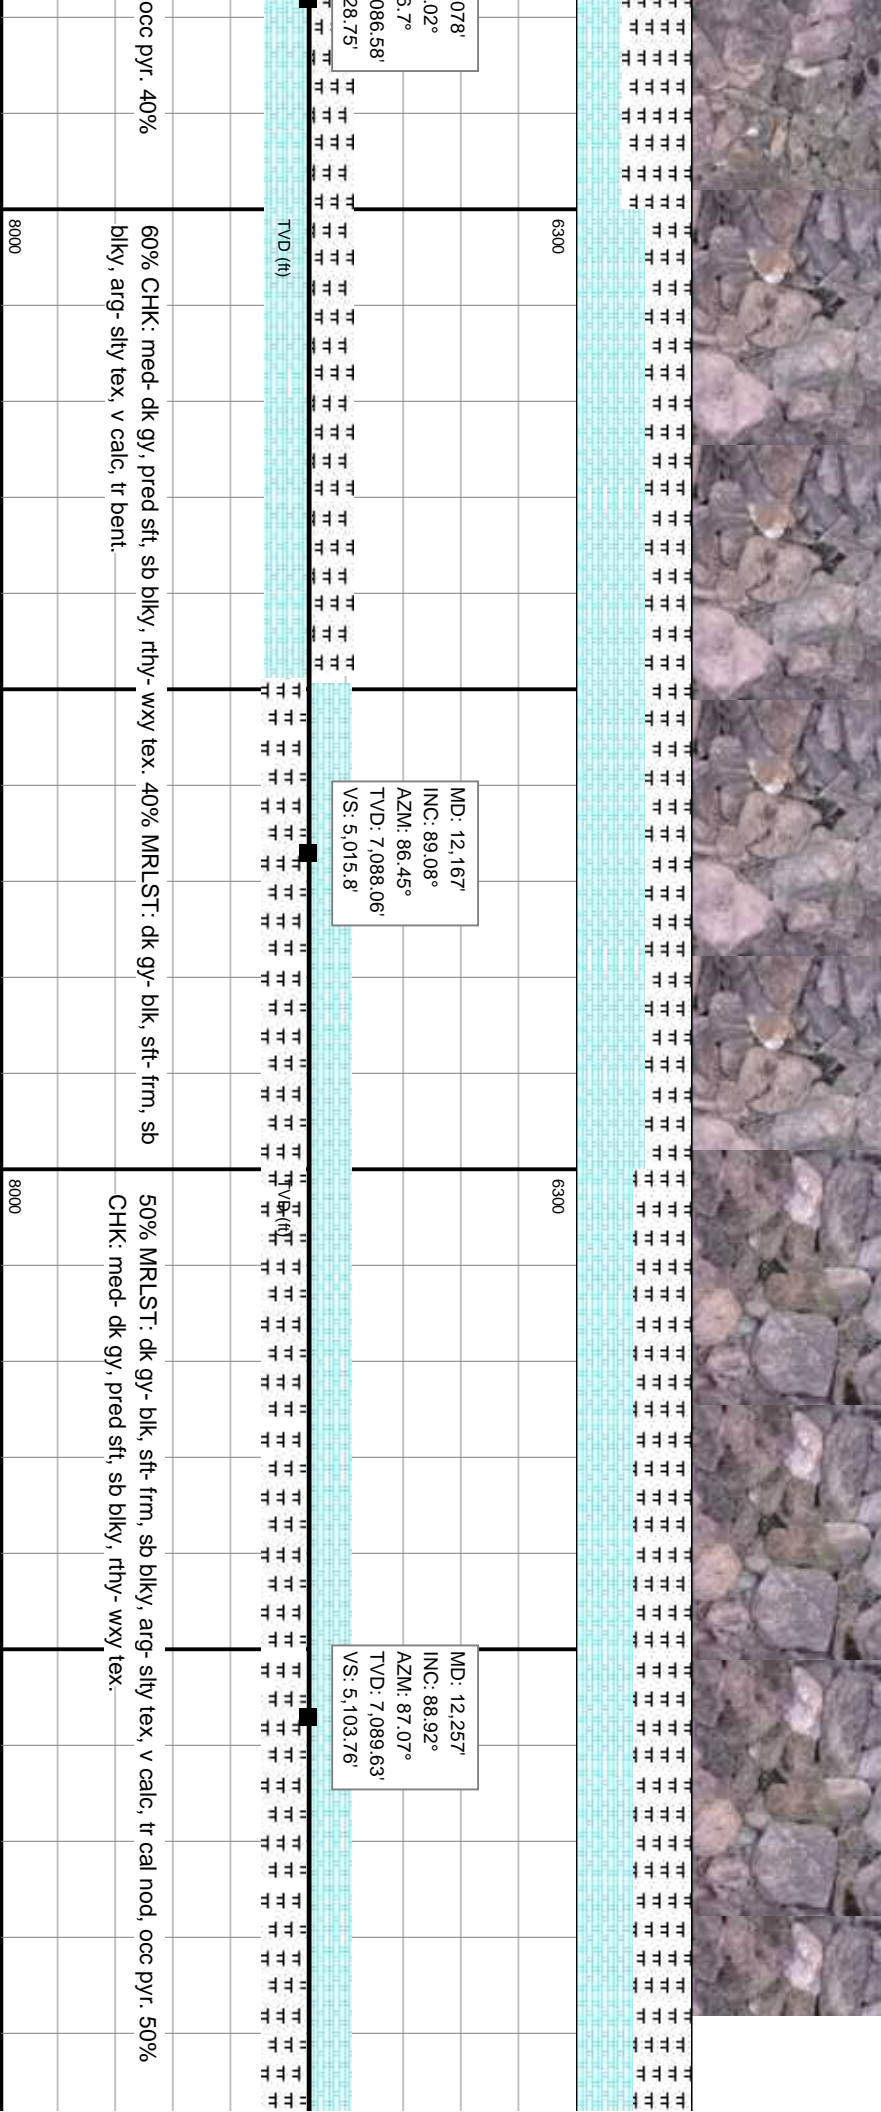 078'
.02°
6.7°
086.58'
28.75'
occ pyr. 40%
6300
TVD (ft)
8000
60% CHK: med- dk gy, pred sft, sb blky, rthy- wxy tex. 40% MRLST: dk gy- blk, sft- frm, sb
blky, arg- slty tex, v calc, tr bent.
MD: 12,167'
INC: 89.08°
AZM: 86.45°
TVD: 7,088.06'
VS: 5,015.8'
6300
TVD (ft)
8000
50% MRLST: dk gy- blk, sft- frm, sb blky, arg- slty tex, v calc, tr cal nod, occ pyr. 50%
CHK: med- dk gy, pred sft, sb blky, rthy- wxy tex.
MD: 12,257'
INC: 88.92°
AZM: 87.07°
TVD: 7,089.63'
VS: 5,103.76'